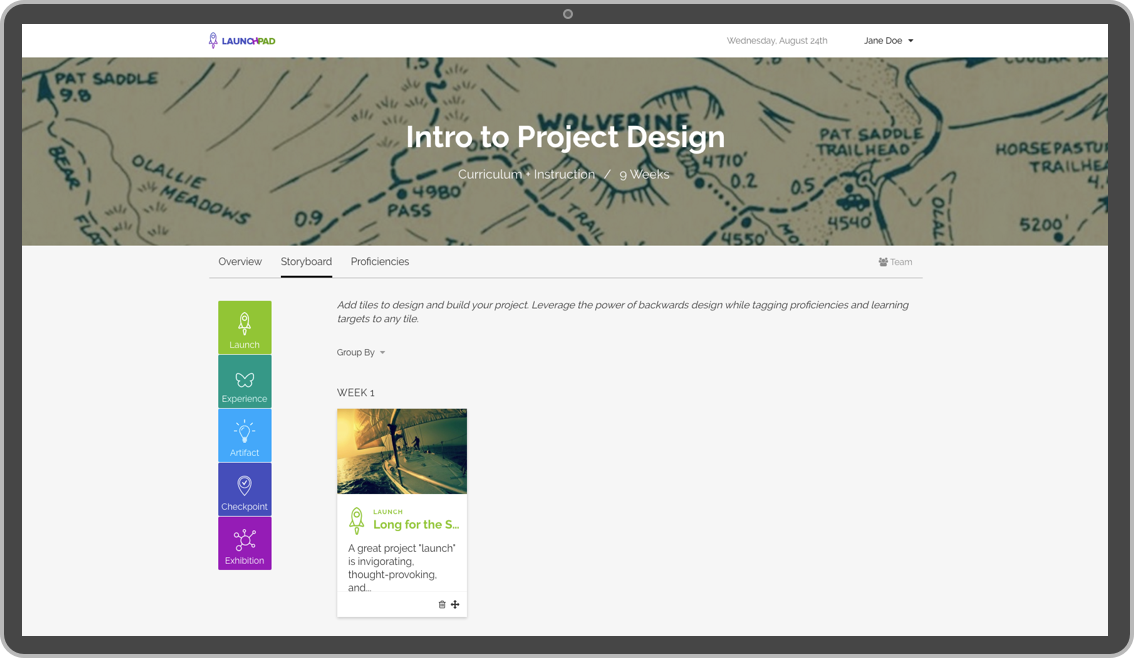 LAUNCHPAD
Wednesday, August 24th
Jane Doe
PAT SADDLE
9.8
OLALLIE
MEADOWS
BEAR
0.9
4980
PASS
WOLVERINE
TRAIL
4710'
0.2
0.5
4550'
4540'
PAT SADDLE
TRAILHEAD
HORSEPASTU
TRAILHE
5200'
Intro to Project Design
Curriculum + Instruction / 9 Weeks
Overview
Storyboard
Proficiencies
Team
Launch
Experience
Artifact
Checkpoint
Exhibition
Add tiles to design and build your project. Leverage the power of backwards design while tagging proficiencies and learning
targets to any tile.
Group By
WEEK 1
LAUNCH
Long for the S...
A great project "launch"
is invigorating,
thought-provoking,
and...